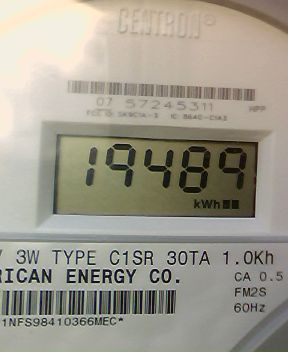 CENTRON®
07 57245311 HPP
19489
kWh
3W TYPE C1SR 30TA 1.0Kh
RICAN ENERGY CO. CA 0.5
FM2S
1NFS98410366MEC* 60Hz